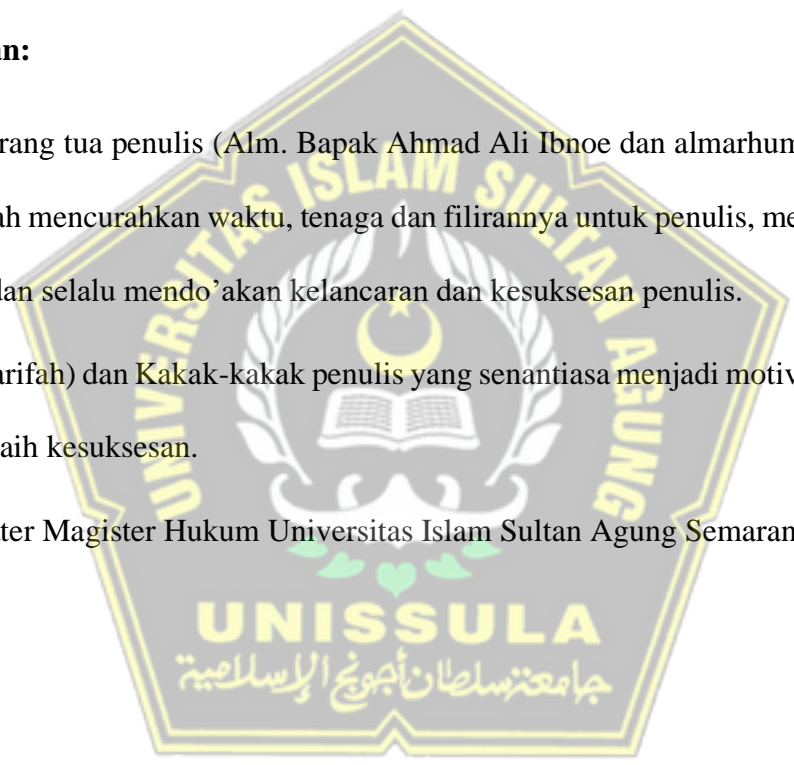 an:
rang tua penulis (Alm. Bapak Ahmad Ali Ibnoe dan almarhum
ah mencurahkan waktu, tenaga dan filirannya untuk penulis, me
dan selalu mendo’akan kelancaran dan kesuksesan penulis.
arifah) dan Kakak-kakak penulis yang senantiasa menjadi motiv
aih kesuksesan.
ter Magister Hukum Universitas Islam Sultan Agung Semaran
UNIVERSITAS ISLAM SULTAN AGUNG
UNISSULA
جامعتنسلطان أجونج الإسلامية